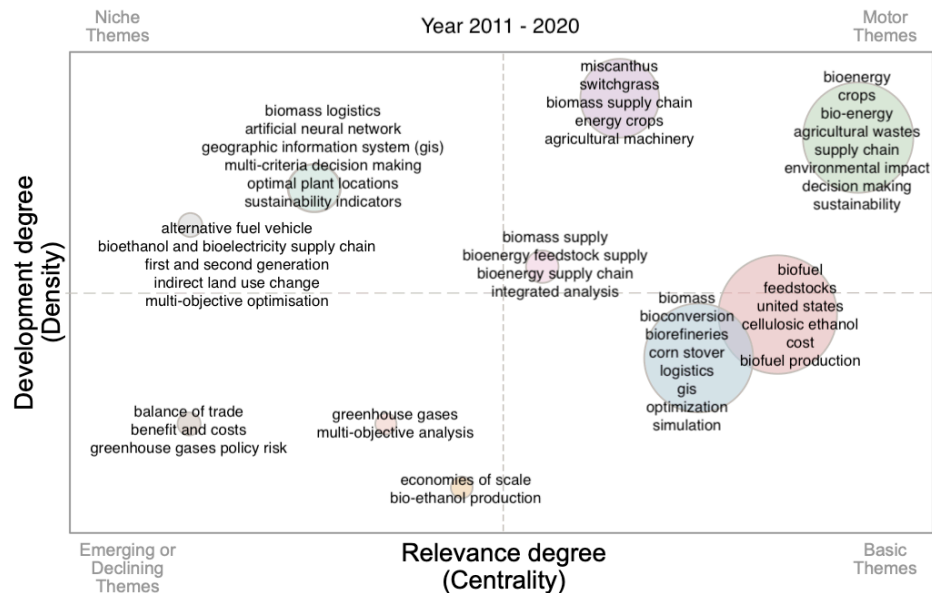 Niche
Themes
Year 2011 - 2020
Motor
Themes
miscanthus
switchgrass
biomass supply chain
energy crops
agricultural machinery
bioenergy
crops
bio-energy
agricultural wastes
supply chain
environmental impact
decision making
sustainability
biomass logistics
artificial neural network
geographic information system (gis)
multi-criteria decision making
optimal plant locations
sustainability indicators
alternative fuel vehicle
bioethanol and bioelectricity supply chain
first and second generation
indirect land use change
multi-objective optimisation
biomass supply
bioenergy feedstock supply
bioenergy supply chain
integrated analysis
biofuel
feedstocks
united states
cellulosic ethanol
cost
biofuel production
biomass
bioconversion
biorefineries
corn stover
logistics
gis
optimization
simulation
balance of trade
benefit and costs
greenhouse gases policy risk
greenhouse gases
multi-objective analysis
economies of scale
bio-ethanol production
Development degree
(Density)
Emerging or
Declining
Themes
Relevance degree
(Centrality)
Basic
Themes